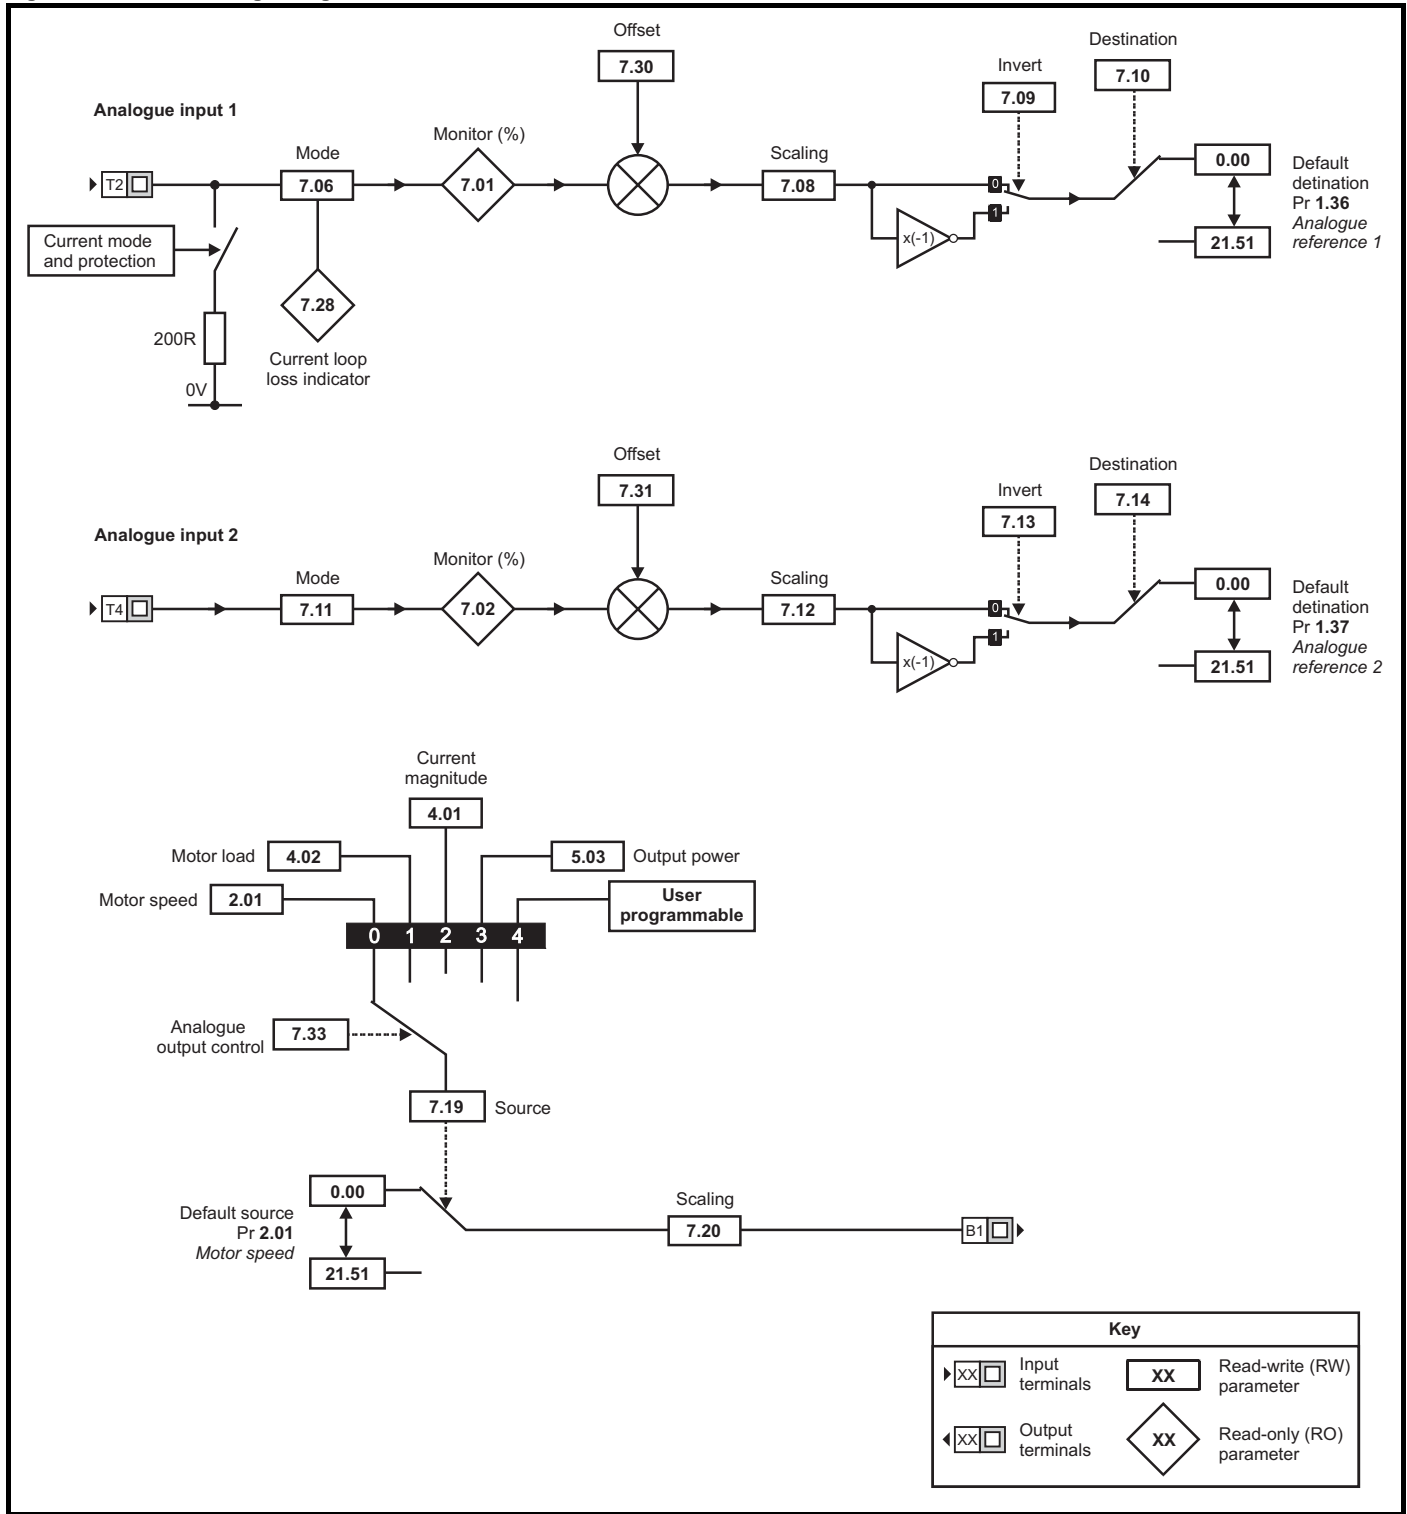 Offset
7.30
Destination
7.10
Invert
7.09
Analogue input 1
Monitor (%)
Mode
Scaling
T2
7.06
7.01
7.08
0
1
x(-1)
0.00
21.51
Default
detination
Pr 1.36
Analogue
reference 1
Current mode
and protection
7.28
200R
Current loop
loss indicator
0V
Offset
7.31
Destination
7.14
Invert
7.13
Analogue input 2
Monitor (%)
Mode
Scaling
T4
7.11
7.02
7.12
0
1
x(-1)
0.00
21.51
Default
detination
Pr 1.37
Analogue
reference 2
Current
magnitude
4.01
Motor load
4.02
5.03
Output power
Motor speed
2.01
User
programmable
0 1 2 3 4
Analogue
output control
7.33
7.19
Source
0.00
Default source
Pr 2.01
Motor speed
21.51
Scaling
7.20
B1
Key
XX
Input
terminals
XX
Read-write (RW)
parameter
XX
Output
terminals
XX
Read-only (RO)
parameter